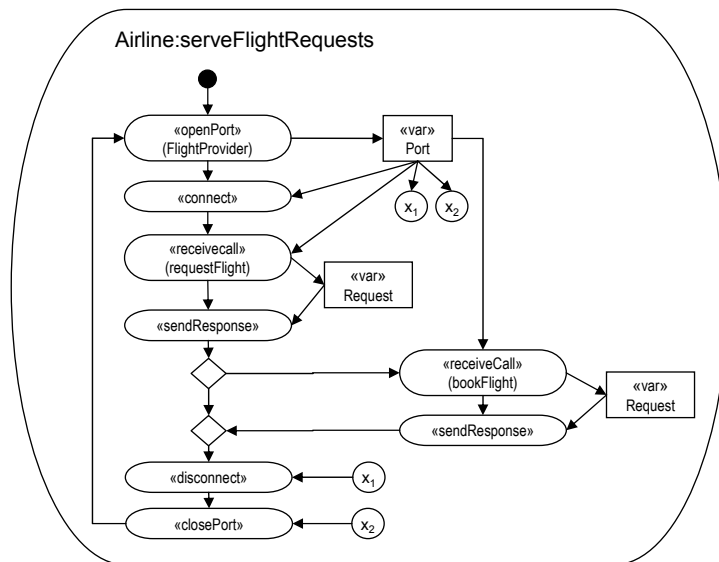 Airline:serveFlightRequests
«openPort»
(FlightProvider)
«var»
Port
«connect»
x₁
x₂
«receivecall»
(requestFlight)
«var»
Request
«sendResponse»
«receiveCall»
(bookFlight)
«var»
Request
«sendResponse»
«disconnect»
x₁
«closePort»
x₂